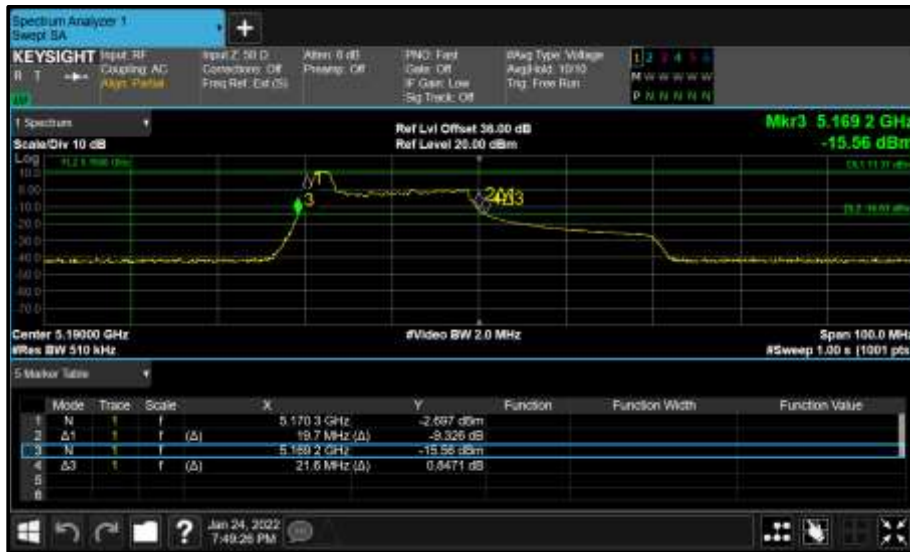 Spectrum Analyzer 1
Swept SA
+
KEYSIGHT
R T
Input: RF
Coupling: AC
Align: Partial
Input Z: 50 Ω
Corrections: Off
Freq Ref: Ext (S)
Atten: 6 dB
Preamp: Off
PNO: Fast
Gate: Off
IF Gain: Low
Sig Track: Off
#Avg Type: Voltage
Avg|Hold: 10/10
Trig: Free Run
1 2 3 4 5 6
M W W W W W
P N N N N N
1 Spectrum
Scale/Div 10 dB
Ref Lvl Offset 36.00 dB
Ref Level 20.00 dBm
Mkr3 5.169 2 GHz
-15.56 dBm
Log
10.0
0.00
-10.0
-20.0
-30.0
-40.0
-50.0
-60.0
-70.0
1
3
Center 5.19000 GHz
#Video BW 2.0 MHz
Span 100.0 MHz
#Res BW 510 kHz
#Sweep 1.00 s (1001 pts
5 Marker Table
Mode Trace Scale X Y Function Function Width Function Value
1 N 1 f 5.170 3 GHz -2.697 dBm
2 Δ1 1 f (Δ) 19.7 MHz (Δ) -9.326 dB
3 N 1 f 5.169 2 GHz -15.56 dBm
4 Δ3 1 f (Δ) 21.6 MHz (Δ) 0.8471 dB
5
6
?
Jan 24, 2022
7:49:26 PM